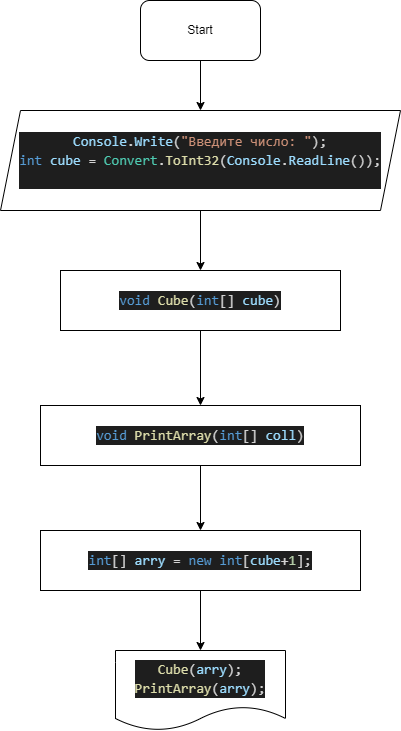 Start
Console.Write("Введите число: ");
int cube = Convert.ToInt32(Console.ReadLine());
void Cube(int[] cube)
void PrintArray(int[] coll)
int[] arry = new int[cube+1];
Cube(arry);
PrintArray(arry);